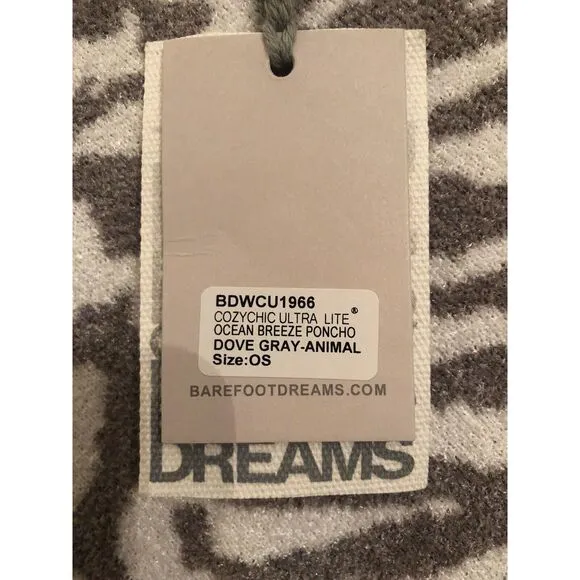 BDWCU1966
COZYCHIC ULTRA LITE®
OCEAN BREEZE PONCHO
DOVE GRAY-ANIMAL
Size:OS
BAREFOOTDREAMS.COM
DREAMS